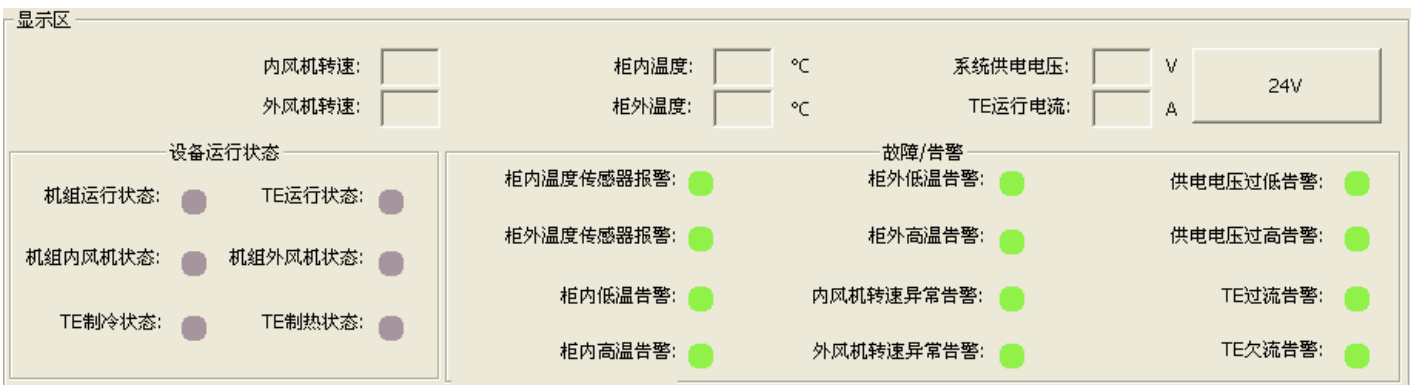 显示区
内风机转速: 柜内温度: ℃ 系统供电电压: V 24V
外风机转速: 柜外温度: ℃ TE运行电流: A
设备运行状态
机组运行状态: TE运行状态:
机组内风机状态: 机组外风机状态:
TE制冷状态: TE制热状态:
故障/告警
柜内温度传感器报警: 柜外低温告警: 供电电压过低告警:
柜外温度传感器报警: 柜外高温告警: 供电电压过高告警:
柜内低温告警: 内风机转速异常告警: TE过流告警:
柜内高温告警: 外风机转速异常告警: TE欠流告警: